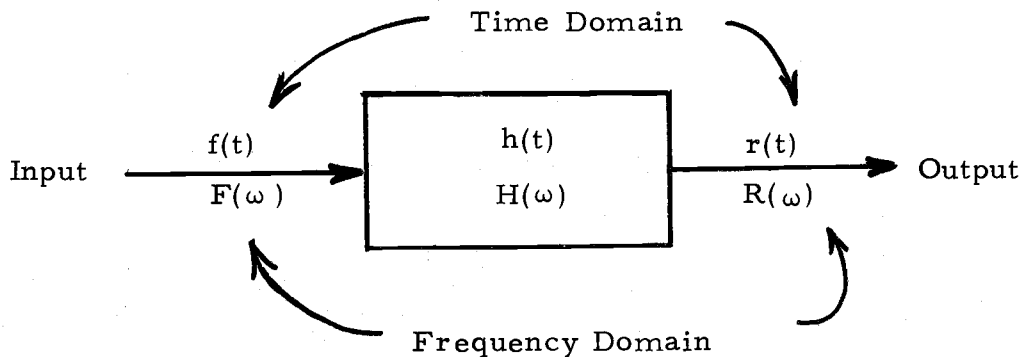 Time Domain
f(t)
h(t)
r(t)
Input
Output
F(ω)
H(ω)
R(ω)
Frequency Domain